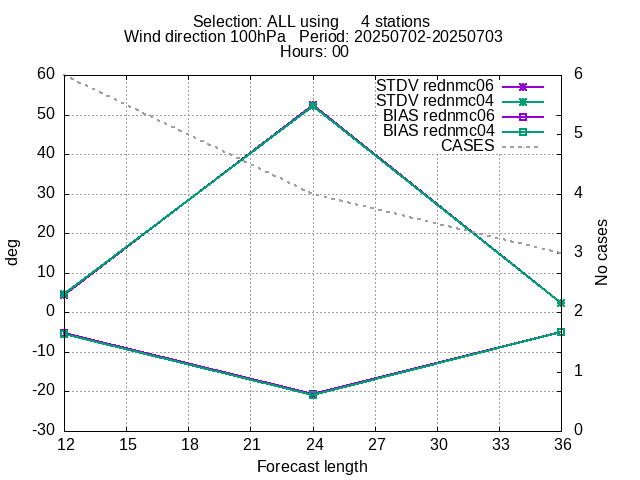 Selection: ALL using 4 stations
Wind direction 100hPa Period: 20250702-20250703
Hours: 00
60
50
40
30
20
10
0
-10
-20
-30
deg
STDV rednmc06
STDV rednmc04
BIAS rednmc06
BIAS rednmc04
CASES
6
5
4
3
2
1
0
No cases
12 15 18 21 24 27 30 33 36
Forecast length